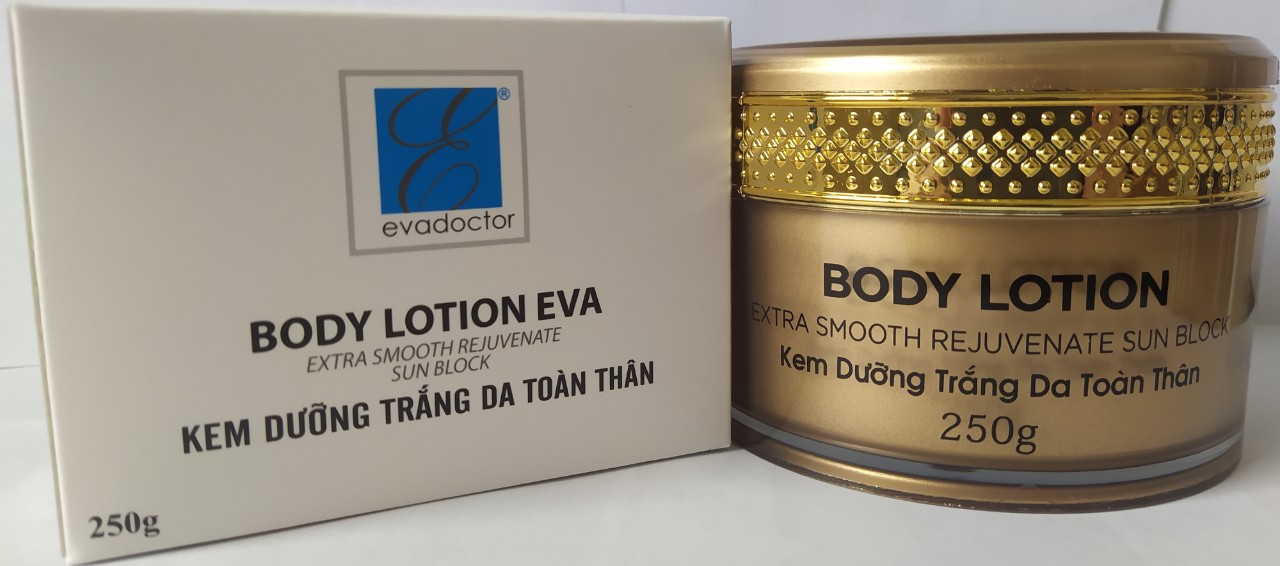 ®
evadoctor
BODY LOTION EVA
EXTRA SMOOTH REJUVENATE
SUN BLOCK
KEM DƯỠNG TRẮNG DA TOÀN THÂN
250g
BODY LOTION
EXTRA SMOOTH REJUVENATE SUN BLOCK
Kem Dưỡng Trắng Da Toàn Thân
250g